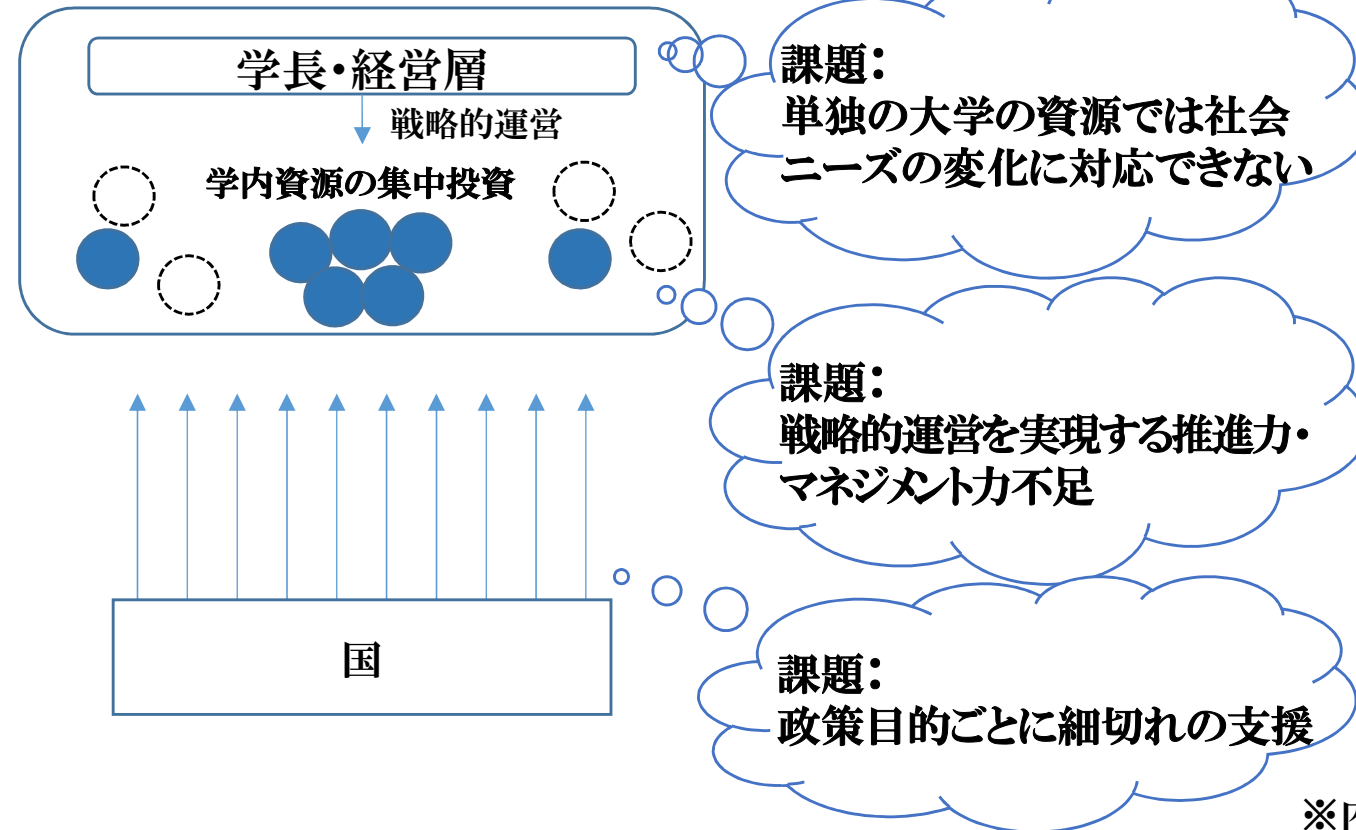 学長・経営層
戦略的運営
学内資源の集中投資
国
課題：
単独の大学の資源では社会
ニーズの変化に対応できない
課題：
戦略的運営を実現する推進力・
マネジメント力不足
課題：
政策目的ごとに細切れの支援
※